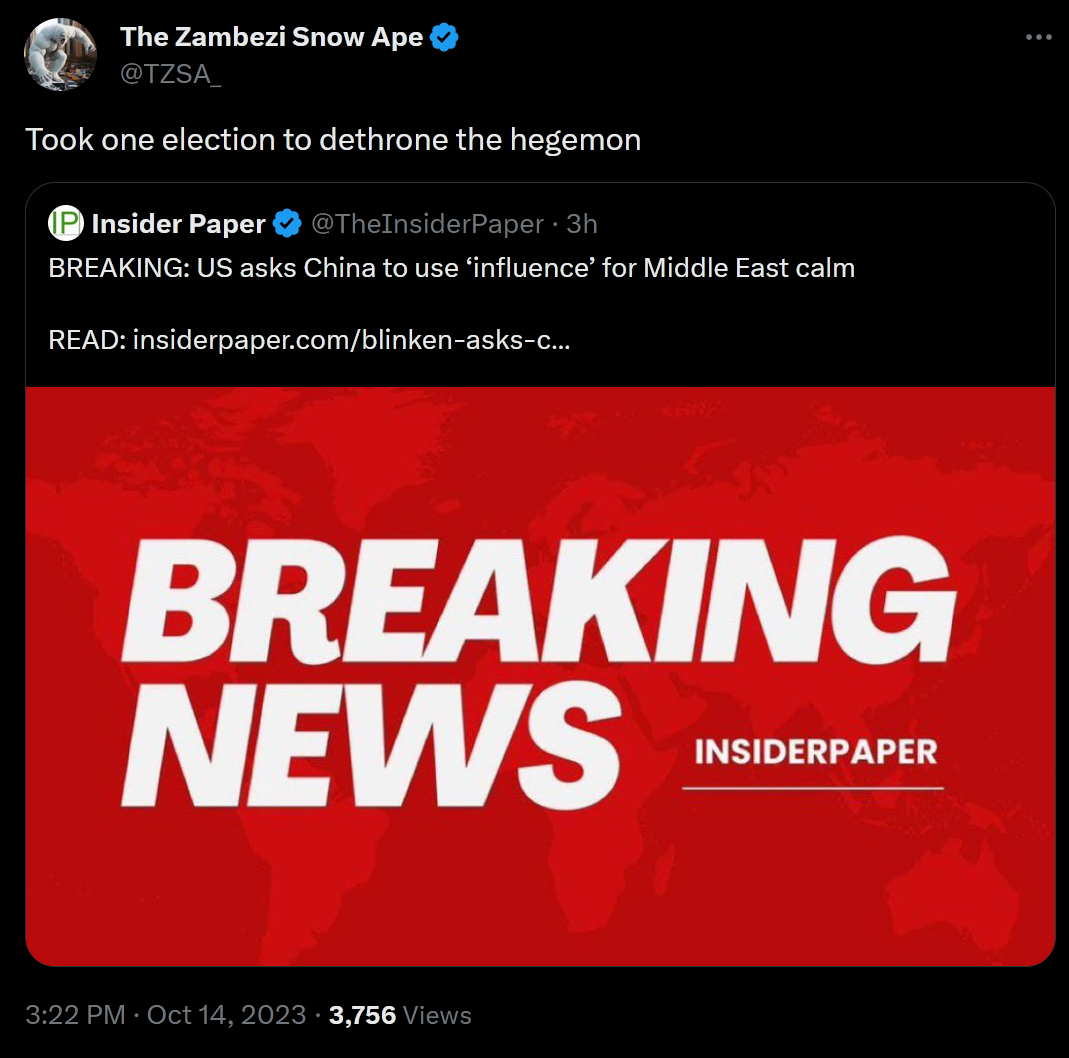 The Zambezi Snow Ape
@TZSA_
Took one election to dethrone the hegemon
IP
Insider Paper @TheInsiderPaper · 3h
BREAKING: US asks China to use ‘influence’ for Middle East calm
READ: insiderpaper.com/blinken-asks-c...
BREAKING
NEWS
INSIDERPAPER
3:22 PM · Oct 14, 2023 · 3,756 Views